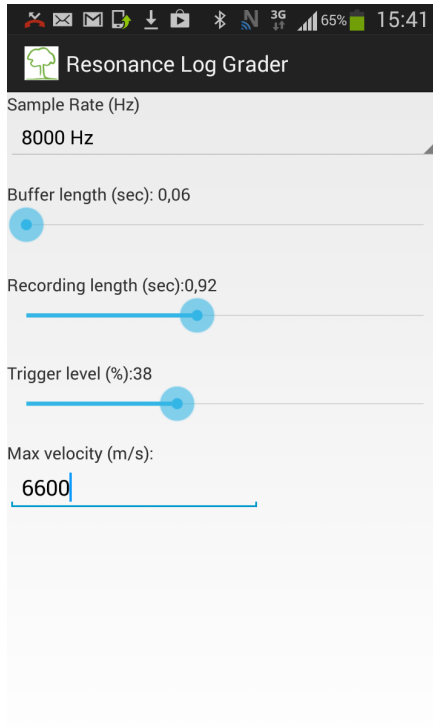 3G 65% 15:41
Resonance Log Grader
Sample Rate (Hz)
8000 Hz
Buffer length (sec): 0,06
Recording length (sec):0,92
Trigger level (%):38
Max velocity (m/s):
6600